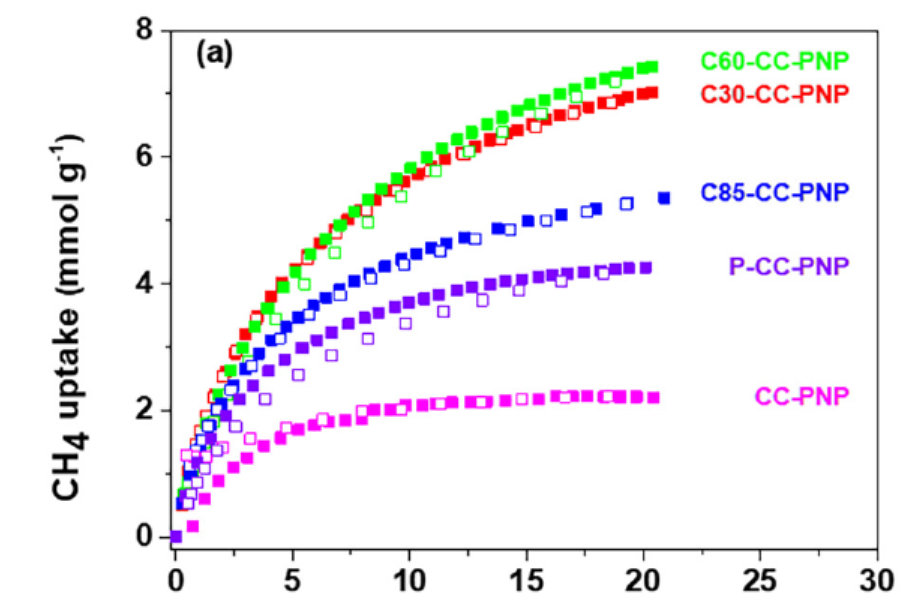 (a)
CH4 uptake (mmol g-1)
8
6
4
2
0
C60-CC-PNP
C30-CC-PNP
C85-CC-PNP
P-CC-PNP
CC-PNP
0 5 10 15 20 25 30